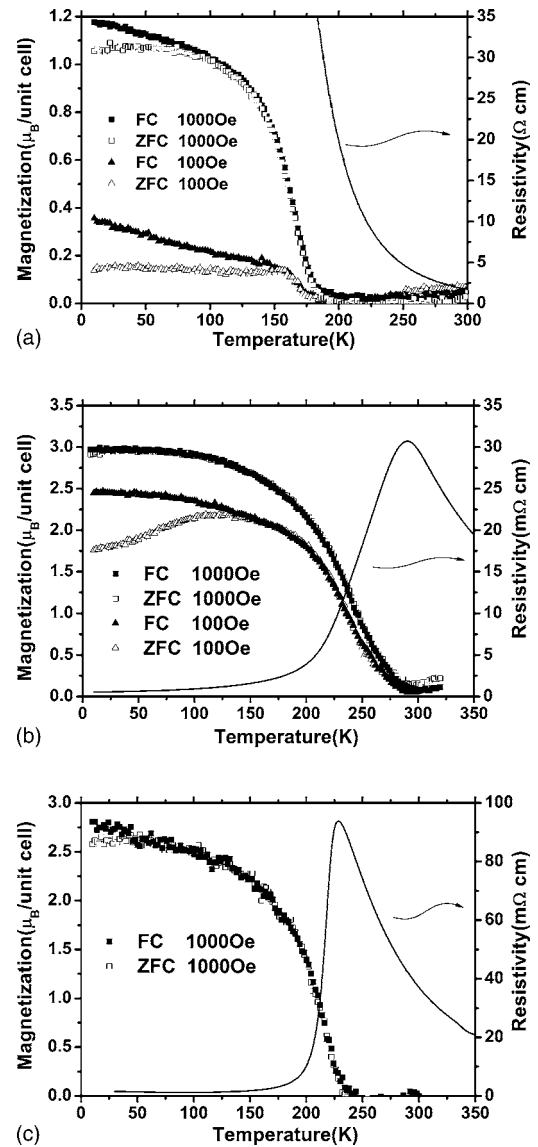 1.2
1.0
0.8
0.6
0.4
0.2
0.0
Magnetization(μB/unit cell)
FC 1000Oe
ZFC 1000Oe
FC 100Oe
ZFC 100Oe
35
30
25
20
15
10
5
0
Resistivity(Ω cm)
0 50 100 150 200 250 300
Temperature(K)
(a)
3.5
3.0
2.5
2.0
1.5
1.0
0.5
0.0
Magnetization(μB/unit cell)
FC 1000Oe
ZFC 1000Oe
FC 100Oe
ZFC 100Oe
35
30
25
20
15
10
5
0
Resistivity(mΩ cm)
0 50 100 150 200 250 300 350
Temperature(K)
(b)
3.0
2.5
2.0
1.5
1.0
0.5
0.0
Magnetization(μB/unit cell)
FC 1000Oe
ZFC 1000Oe
100
80
60
40
20
0
Resistivity(mΩ cm)
0 50 100 150 200 250 300 350
Temperature(K)
(c)